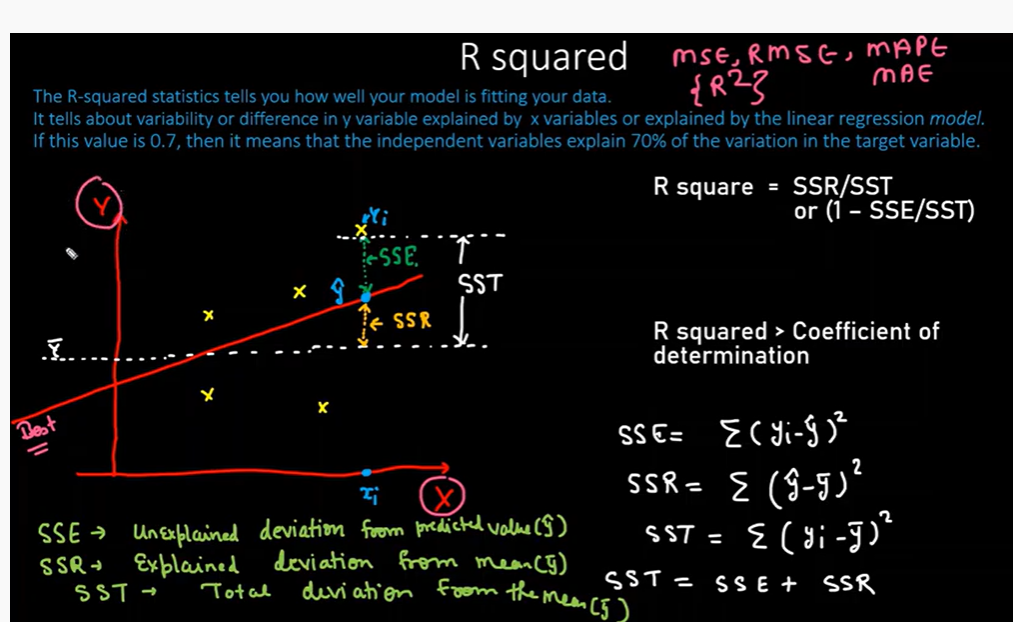 R squared
MSE, RMSE, MAPE
{R²} MAE
The R-squared statistics tells you how well your model is fitting your data.
It tells about variability or difference in y variable explained by x variables or explained by the linear regression model.
If this value is 0.7, then it means that the independent variables explain 70% of the variation in the target variable.
R square = SSR/SST
or (1 – SSE/SST)
Y
Yi
SSE
SST
ŷ
SSR
ȳ
R squared > Coefficient of
determination
Best
xi
X
SSE = Σ(yi-ŷ)²
SSR = Σ (ŷ-ȳ)²
SST = Σ(yi-ȳ)²
SST = SSE + SSR
SSE → Unexplained deviation from predicted value(ŷ)
SSR → Explained deviation from mean(ȳ)
SST → Total deviation from the mean(ȳ)